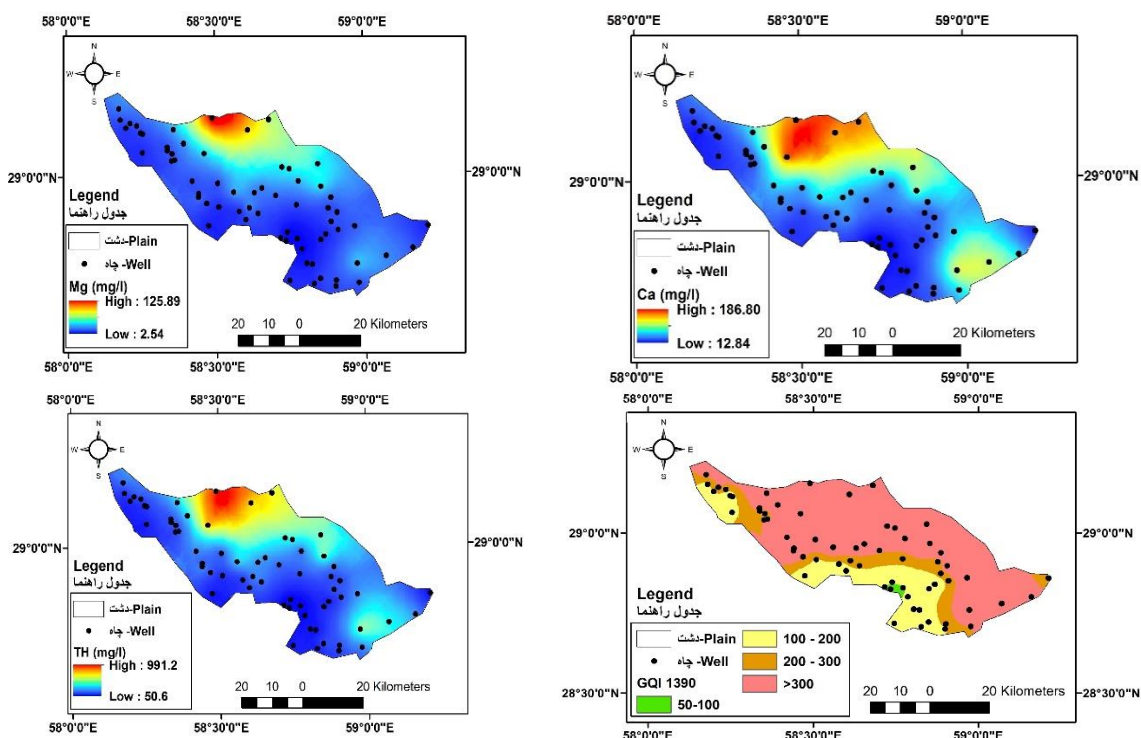 58°0'0"E 58°30'0"E 59°0'0"E
N
W E
S
29°0'0"N 29°0'0"N
Legend
جدول راهنما
دشت-Plain
چاه -Well
Mg (mg/l)
High : 125.89
Low : 2.54
20 10 0 20 Kilometers
58°0'0"E 58°30'0"E 59°0'0"E
58°0'0"E 58°30'0"E 59°0'0"E
N
W E
S
29°0'0"N 29°0'0"N
Legend
جدول راهنما
دشت-Plain
چاه -Well
Ca (mg/l)
High : 186.80
Low : 12.84
20 10 0 20 Kilometers
58°0'0"E 58°30'0"E 59°0'0"E
58°0'0"E 58°30'0"E 59°0'0"E
N
W E
S
29°0'0"N 29°0'0"N
Legend
جدول راهنما
دشت-Plain
چاه -Well
TH (mg/l)
High : 991.2
Low : 50.6
20 10 0 20 Kilometers
58°0'0"E 58°30'0"E 59°0'0"E
58°0'0"E 58°30'0"E 59°0'0"E
N
W E
S
29°0'0"N 29°0'0"N
Legend
جدول راهنما
دشت-Plain 100 - 200
چاه -Well 200 - 300
GQI 1390 >300
50-100
20 10 0 20 Kilometers
28°30'0"N 28°30'0"N
58°0'0"E 58°30'0"E 59°0'0"E